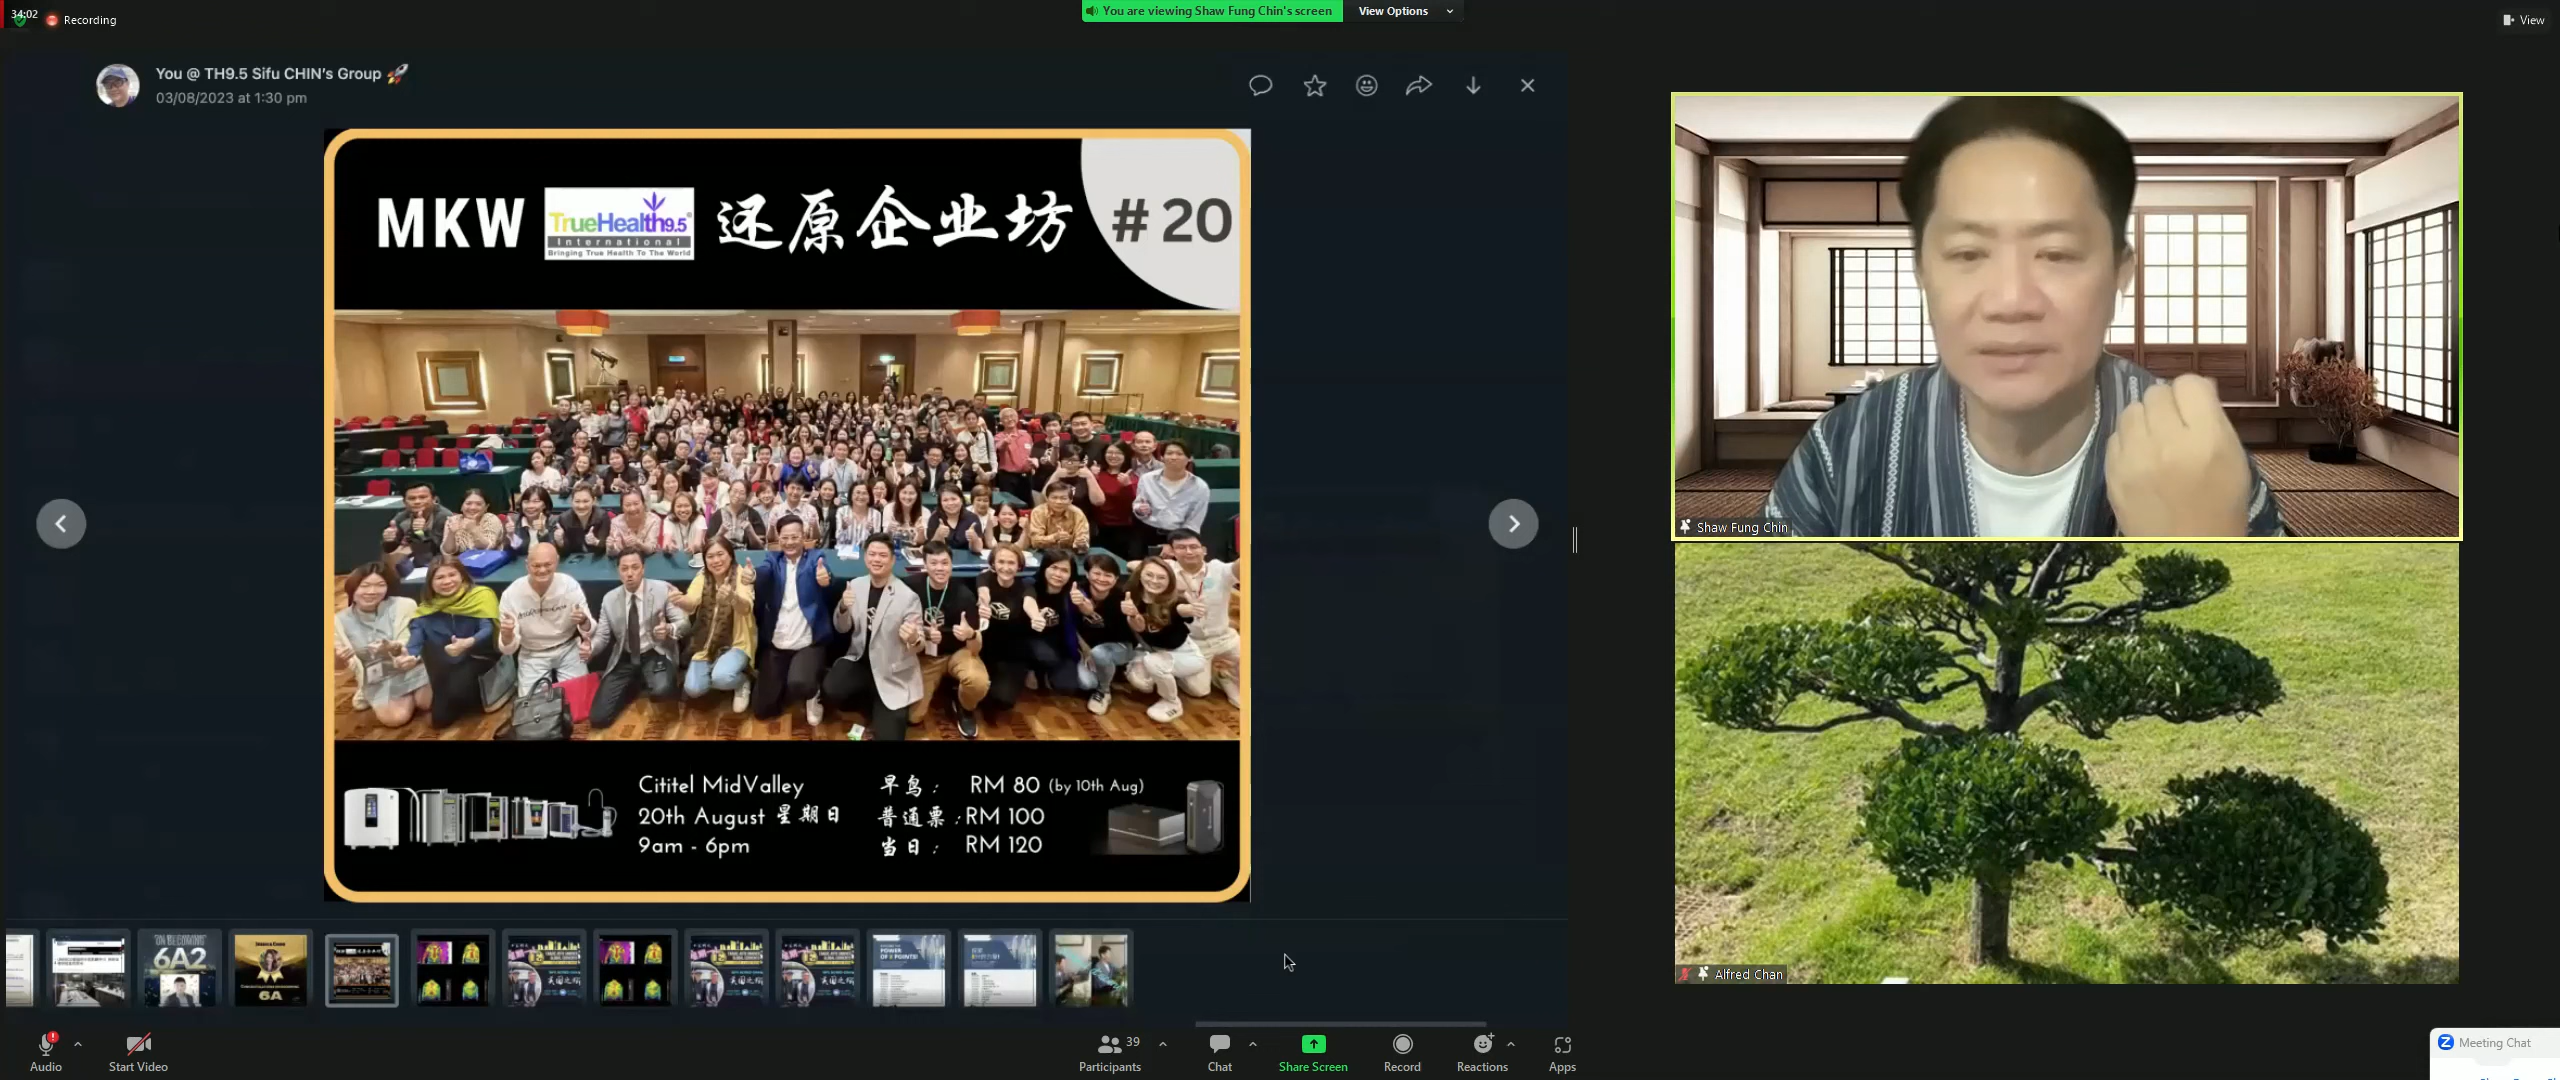 34:02
Recording
You are viewing Shaw Fung Chin's screen
View Options
View
You @ TH9.5 Sifu CHIN's Group 🚀
03/08/2023 at 1:30 pm
MKW
TrueHealth9.5
International
Bringing True Health To The World
还原企业坊
#20
Cititel MidValley
20th August 星期日
9am - 6pm
早鸟: RM 80 (by 10th Aug)
普通票: RM 100
当日: RM 120
Shaw Fung Chin
Alfred Chan
6A2
6A
POWER
Audio
Start Video
Participants
39
Chat
Share Screen
Record
Reactions
Apps
Meeting Chat